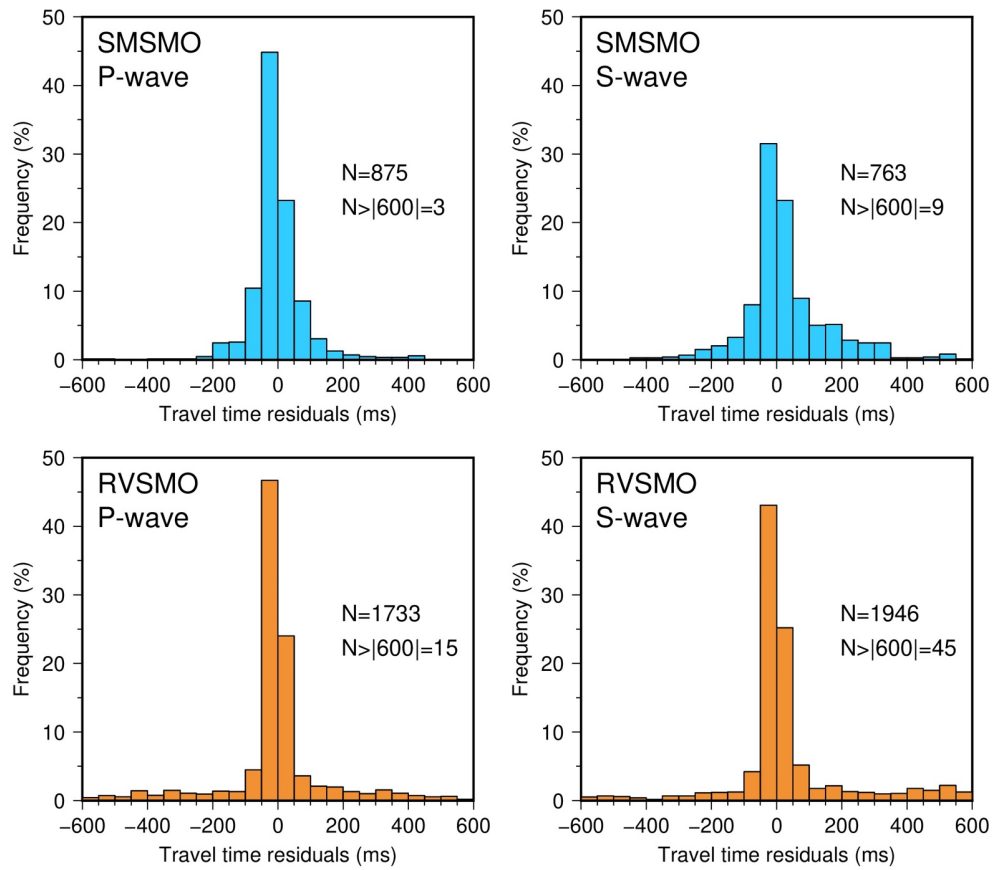 SMSMO
P-wave
N=875
N>|600|=3
50
40
30
20
10
0
Frequency (%)
−600 −400 −200 0 200 400 600
Travel time residuals (ms)
SMSMO
S-wave
N=763
N>|600|=9
50
40
30
20
10
0
Frequency (%)
−600 −400 −200 0 200 400 600
Travel time residuals (ms)
RVSMO
P-wave
N=1733
N>|600|=15
50
40
30
20
10
0
Frequency (%)
−600 −400 −200 0 200 400 600
Travel time residuals (ms)
RVSMO
S-wave
N=1946
N>|600|=45
50
40
30
20
10
0
Frequency (%)
−600 −400 −200 0 200 400 600
Travel time residuals (ms)